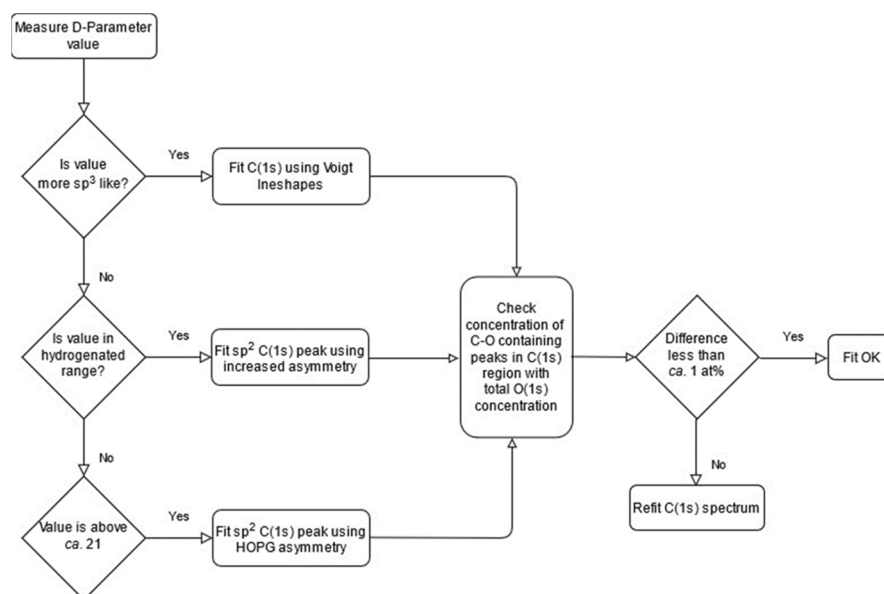 Measure D-Parameter
value
Is value
more sp³ like?
Yes
Fit C(1s) using Voigt
lineshapes
No
Is value in
hydrogenated
range?
Yes
Fit sp² C(1s) peak using
increased asymmetry
No
Value is above
ca. 21
Yes
Fit sp² C(1s) peak using
HOPG asymmetry
Check
concentration of
C-O containing
peaks in C(1s)
region with
total O(1s)
concentration
Difference
less than
ca. 1 at%
Yes
Fit OK
No
Refit C(1s) spectrum